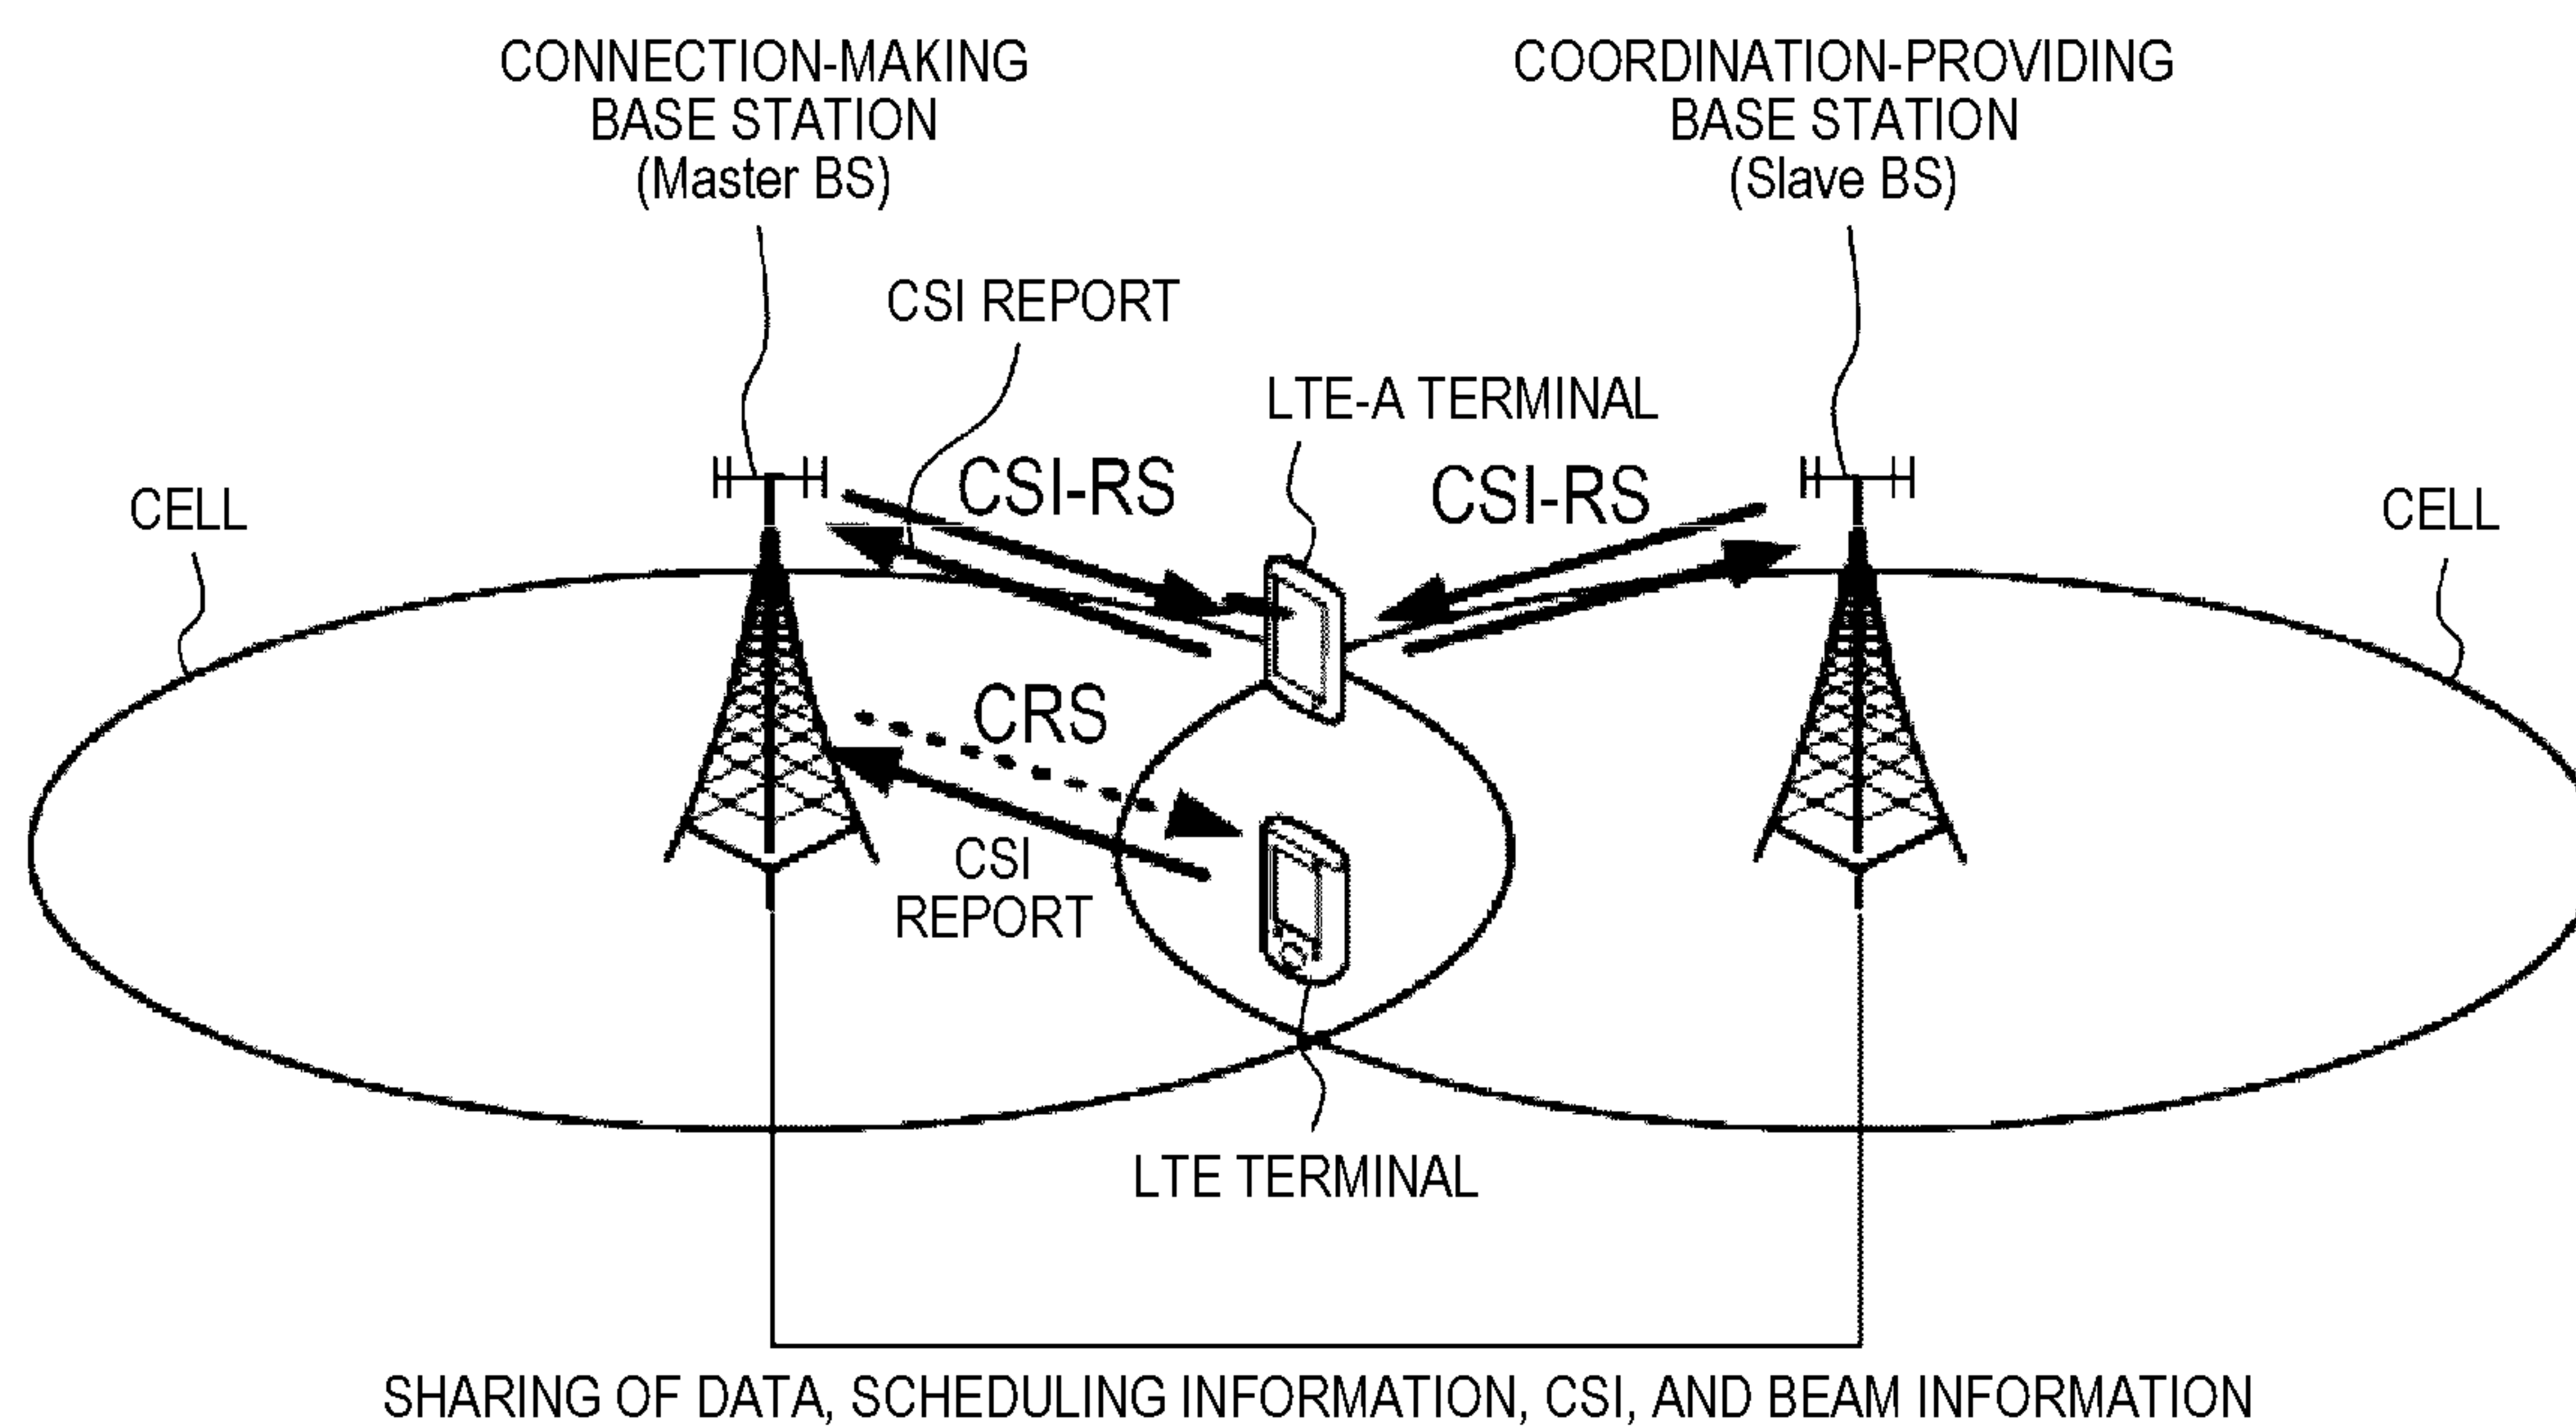 CONNECTION-MAKING
BASE STATION
(Master BS)
COORDINATION-PROVIDING
BASE STATION
(Slave BS)
CSI REPORT
LTE-A TERMINAL
CSI-RS
CSI-RS
CELL
CELL
CRS
CSI
REPORT
LTE TERMINAL
SHARING OF DATA, SCHEDULING INFORMATION, CSI, AND BEAM INFORMATION